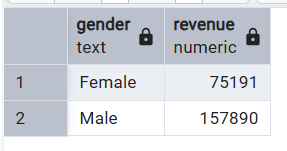 gender revenue
text numeric
1 Female 75191
2 Male 157890